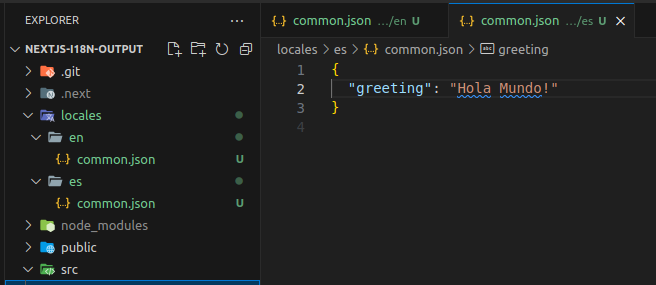 EXPLORER
NEXTJS-I18N-OUTPUT
.git
.next
locales
en
common.json U
es
common.json U
node_modules
public
src
common.json .../en U
common.json .../es U
locales > es > common.json > greeting
1 {
2 "greeting": "Hola Mundo!"
3 }
4